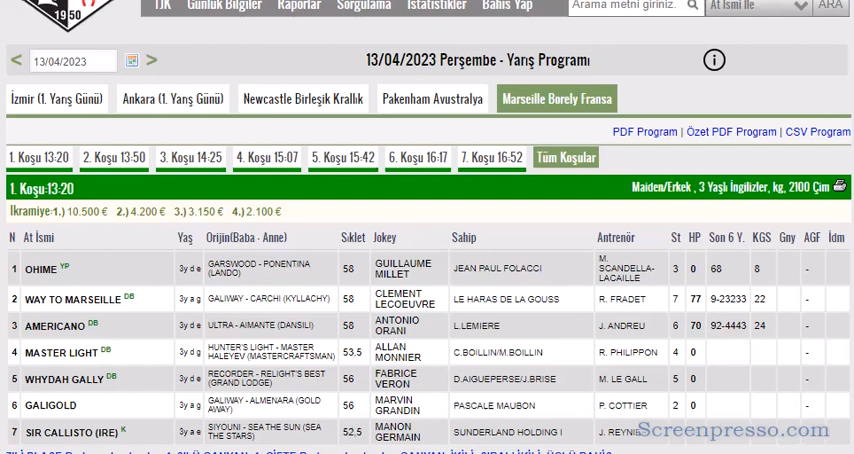 TJK Günlük Bilgiler Raporlar Sorgulama İstatistikler Bahis Yap Arama metni giriniz. At İsmi İle ARA
1950
< 13/04/2023 > 13/04/2023 Perşembe - Yarış Programı i
İzmir (1. Yarış Günü) Ankara (1. Yarış Günü) Newcastle Birleşik Krallık Pakenham Avustralya Marseille Borely Fransa
PDF Program | Özet PDF Program | CSV Program
1. Koşu 13:20 2. Koşu 13:50 3. Koşu 14:25 4. Koşu 15:07 5. Koşu 15:42 6. Koşu 16:17 7. Koşu 16:52 Tüm Koşular
1. Koşu:13:20 Maiden/Erkek , 3 Yaşlı İngilizler, kg, 2100 Çim
İkramiye:1.) 10.500 € 2.) 4.200 € 3.) 3.150 € 4.) 2.100 €
N At İsmi Yaş Orijin(Baba - Anne) Sıklet Jokey Sahip Antrenör St HP Son 6 Y. KGS Gny AGF İdm
1 OHIME YP 3y d e GARSWOOD - PONENTINA (LANDO) 58 GUILLAUME MILLET JEAN PAUL FOLACCI M. SCANDELLA-LACAILLE 3 0 68 8 -
2 WAY TO MARSEILLE DB 3y a g GALIWAY - CARCHI (KYLLACHY) 58 CLEMENT LECOEUVRE LE HARAS DE LA GOUSS R. FRADET 7 77 9-23233 22 -
3 AMERICANO DB 3y d e ULTRA - AIMANTE (DANSILI) 58 ANTONIO ORANI L.LEMIERE J. ANDREU 6 70 92-4443 24 -
4 MASTER LIGHT DB 3y d g HUNTER'S LIGHT - MASTER HALEYEV (MASTERCRAFTSMAN) 53,5 ALLAN MONNIER C.BOILLIN/M.BOILLIN R. PHILIPPON 4 0 -
5 WHYDAH GALLY DB 3y d e RECORDER - RELIGHT'S BEST (GRAND LODGE) 56 FABRICE VERON D.AIGUEPERSE/J.BRISE M. LE GALL 5 0 -
6 GALIGOLD 3y a g GALIWAY - ALMENARA (GOLD AWAY) 56 MARVIN GRANDIN PASCALE MAUBON P. COTTIER 2 0 -
7 SIR CALLISTO (IRE) K 3y a e SIYOUNI - SEA THE SUN (SEA THE STARS) 52,5 MANON GERMAIN SUNDERLAND HOLDING I J. REYNIE
Screenpresso.com